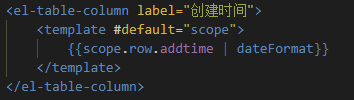 <el-table-column label="创建时间">
<template #default="scope">
{{scope.row.addtime | dateFormat}}
</template>
</el-table-column>